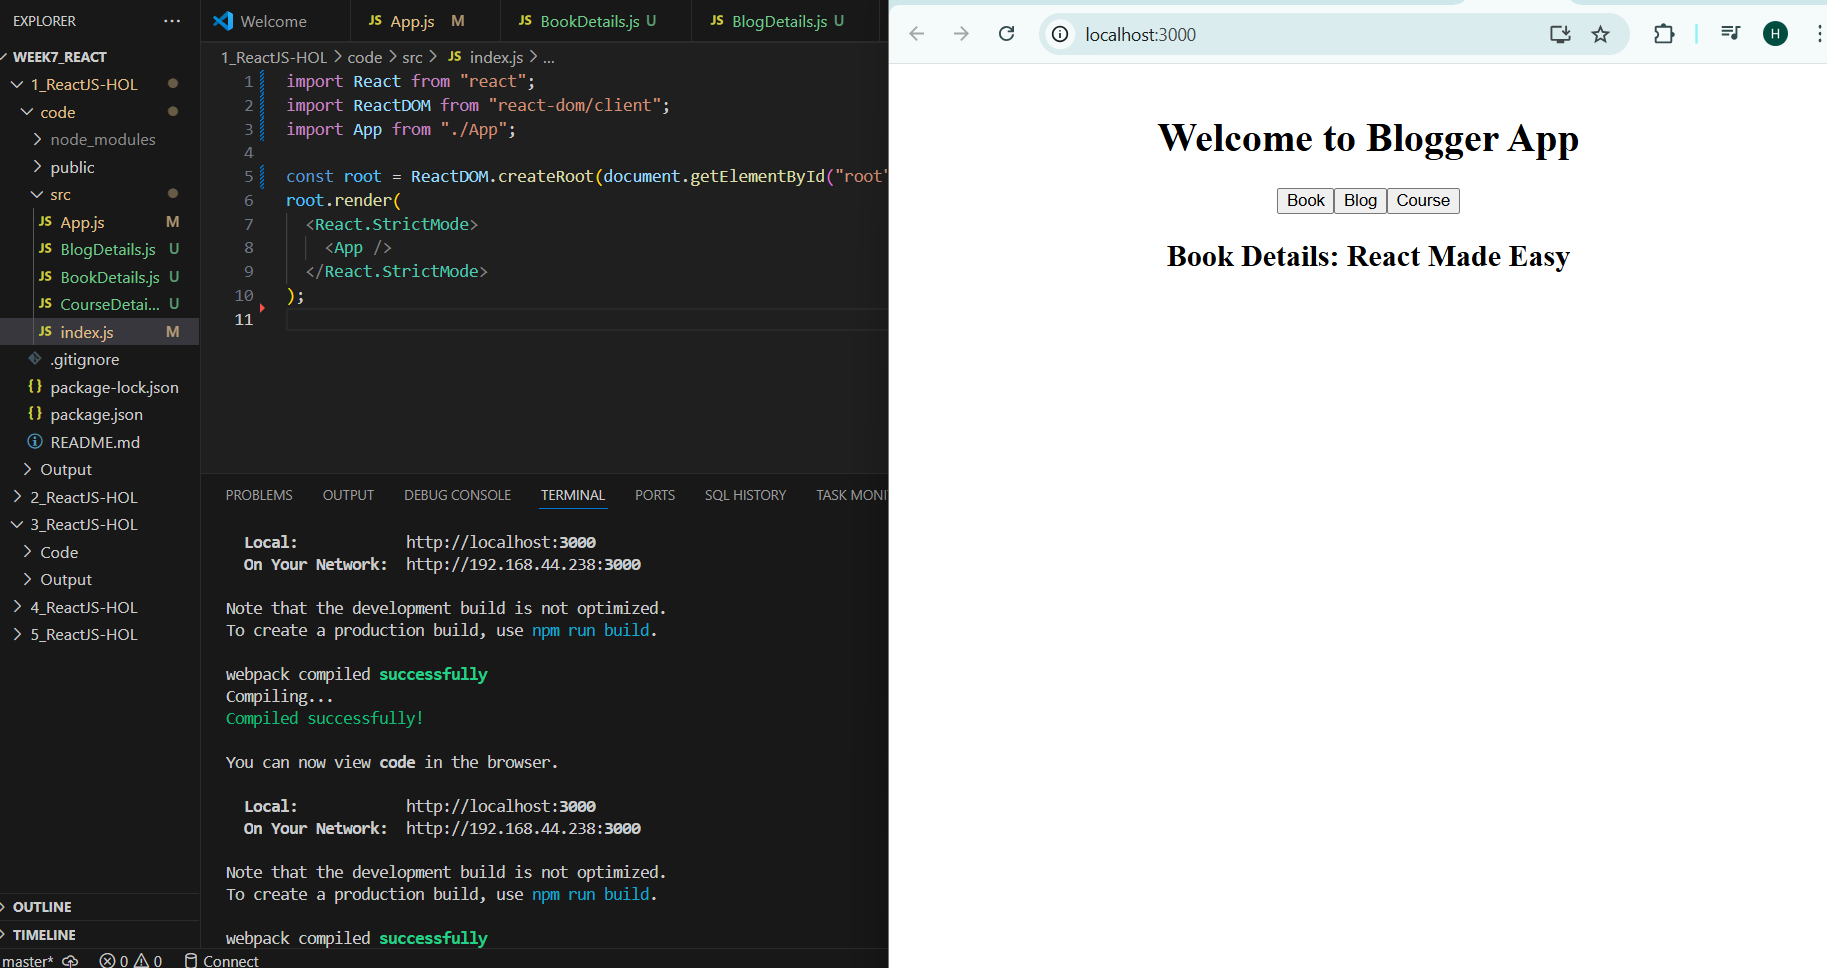 EXPLORER ...
WEEK7_REACT
1_ReactJS-HOL
code
node_modules
public
src
JS App.js M
JS BlogDetails.js U
JS BookDetails.js U
JS CourseDetai... U
JS index.js M
.gitignore
{} package-lock.json
{} package.json
README.md
Output
2_ReactJS-HOL
3_ReactJS-HOL
Code
Output
4_ReactJS-HOL
5_ReactJS-HOL
OUTLINE
TIMELINE
master* 0 0 Connect
Welcome JS App.js M JS BookDetails.js U JS BlogDetails.js U
1_ReactJS-HOL > code > src > JS index.js > ...
1 import React from "react";
2 import ReactDOM from "react-dom/client";
3 import App from "./App";
4
5 const root = ReactDOM.createRoot(document.getElementById("root"
6 root.render(
7 <React.StrictMode>
8 <App />
9 </React.StrictMode>
10 );
11
PROBLEMS OUTPUT DEBUG CONSOLE TERMINAL PORTS SQL HISTORY TASK MONI
Local: http://localhost:3000
On Your Network: http://192.168.44.238:3000
Note that the development build is not optimized.
To create a production build, use npm run build.
webpack compiled successfully
Compiling...
Compiled successfully!
You can now view code in the browser.
Local: http://localhost:3000
On Your Network: http://192.168.44.238:3000
Note that the development build is not optimized.
To create a production build, use npm run build.
webpack compiled successfully
localhost:3000 H
Welcome to Blogger App
Book Blog Course
Book Details: React Made Easy